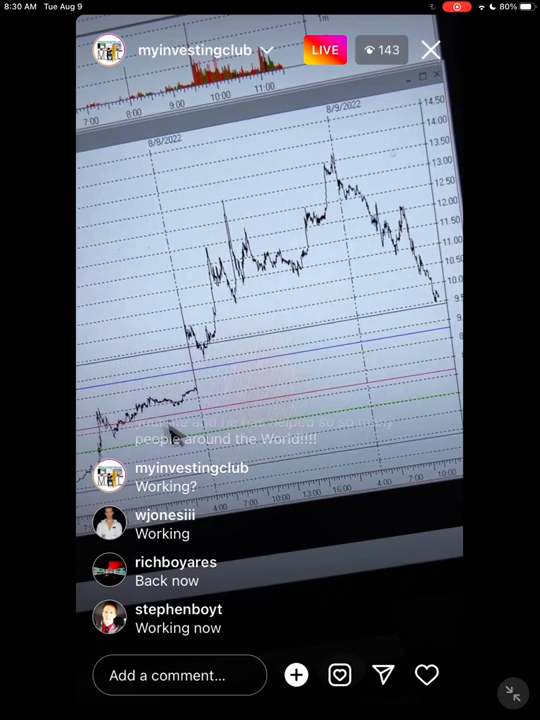 8:30 AM Tue Aug 9
80%
myinvestingclub
LIVE
143
1m
7:00 8:00 9:00 10:00 11:00
8/8/2022
8/9/2022
14.50
14.00
13.50
13.00
12.50
12.00
11.50
11.00
10.50
10.00
9.5
people around the World!!!!
myinvestingclub
Working?
wjonesiii
Working
richboyares
Back now
stephenboyt
Working now
Add a comment...